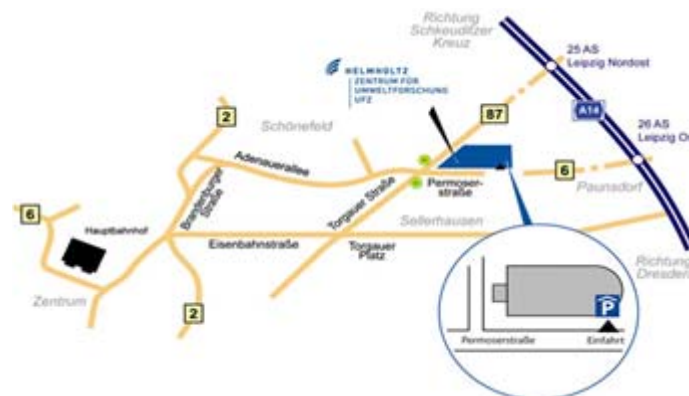 Richtung
Schkeuditzer
Kreuz
25 AS
Leipzig Nordost
HELMHOLTZ
ZENTRUM FÜR
UMWELTFORSCHUNG
UFZ
A14
87
2
26 AS
Schönefeld
Adenauerallee
Permoser-
straße
6
Paunsdorf
Brandenburger
Straße
Torgauer Straße
6
Hauptbahnhof
Sellerhausen
Eisenbahnstraße
Torgauer
Platz
Richtung
Dresden
Zentrum
2
P
Permoserstraße
Einfahrt